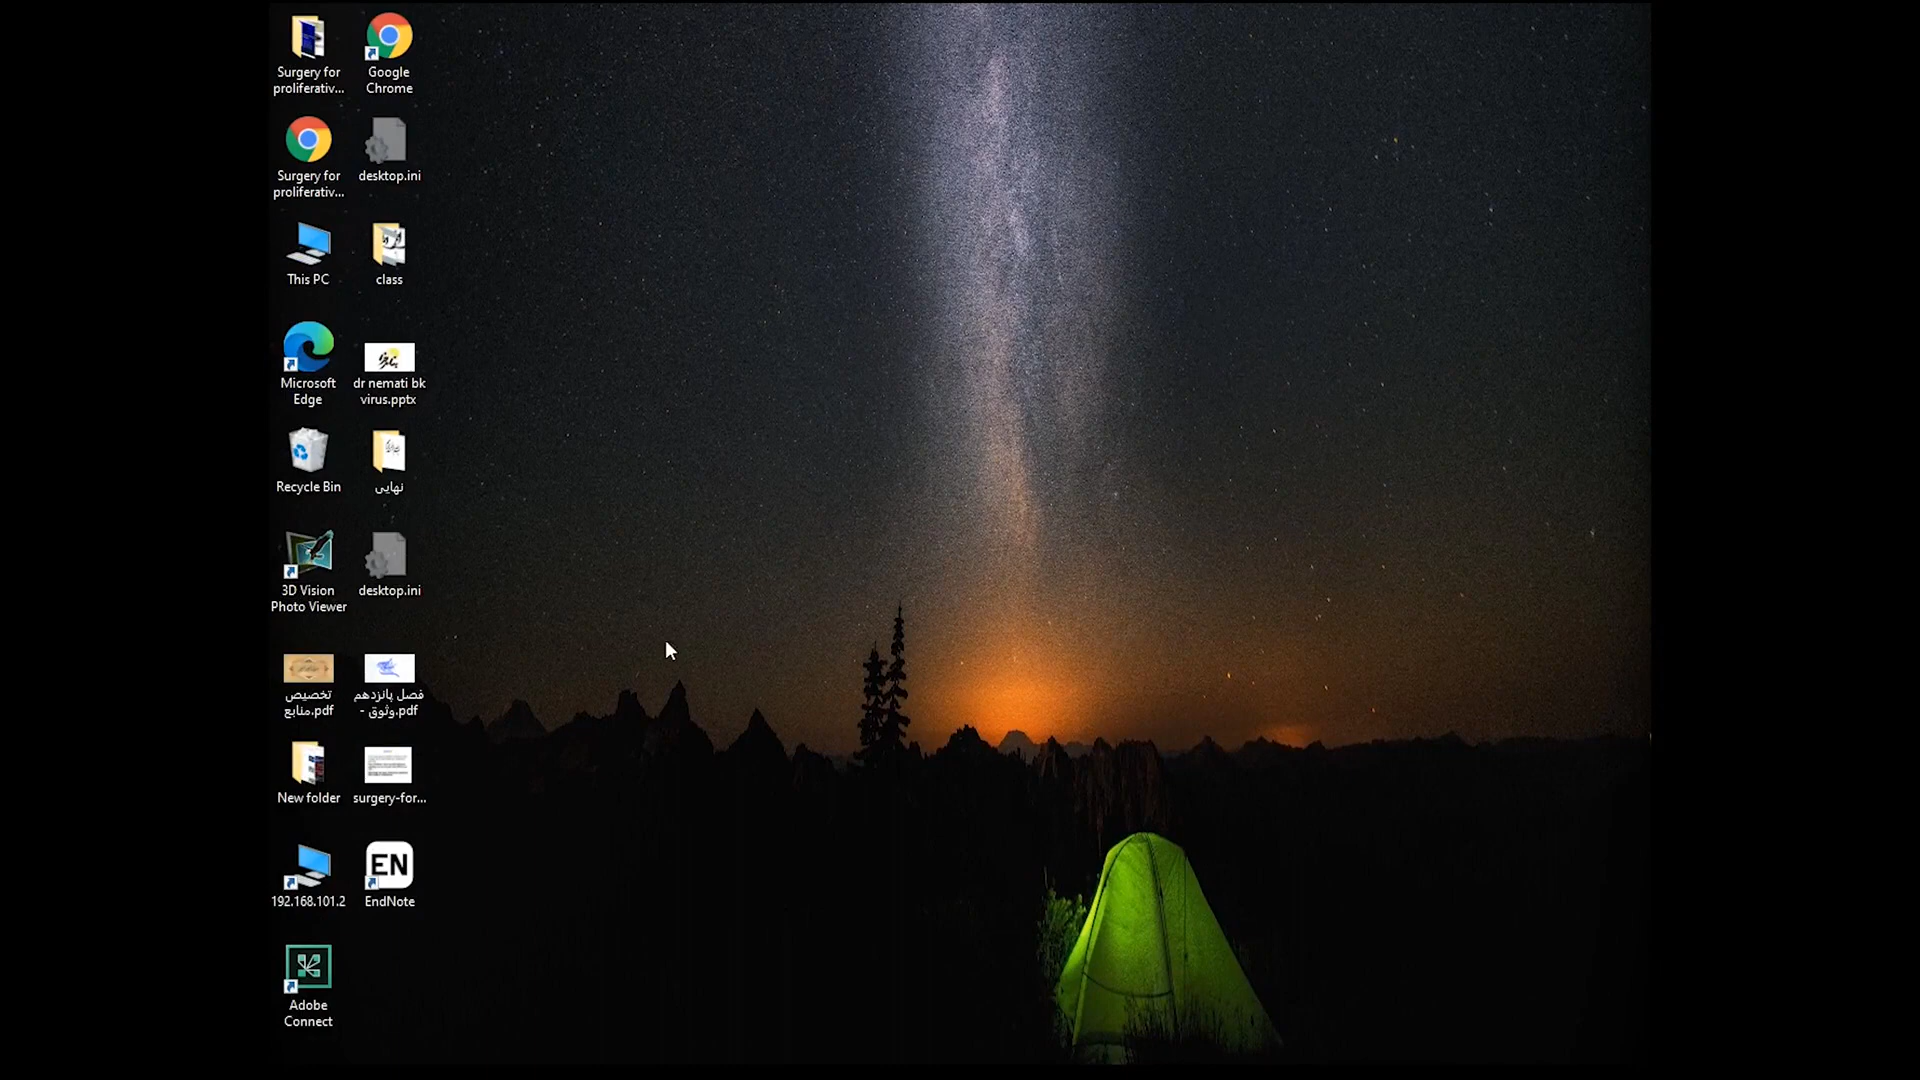 Surgery for
proliferativ...
Google
Chrome
Surgery for
proliferativ...
desktop.ini
This PC
class
Microsoft
Edge
dr nemati bk
virus.pptx
Recycle Bin
نهایی
3D Vision
Photo Viewer
desktop.ini
تخصیص
منابع.pdf
فصل پانزدهم
- وثوق.pdf
New folder
surgery-for...
192.168.101.2
EN
EndNote
Adobe
Connect